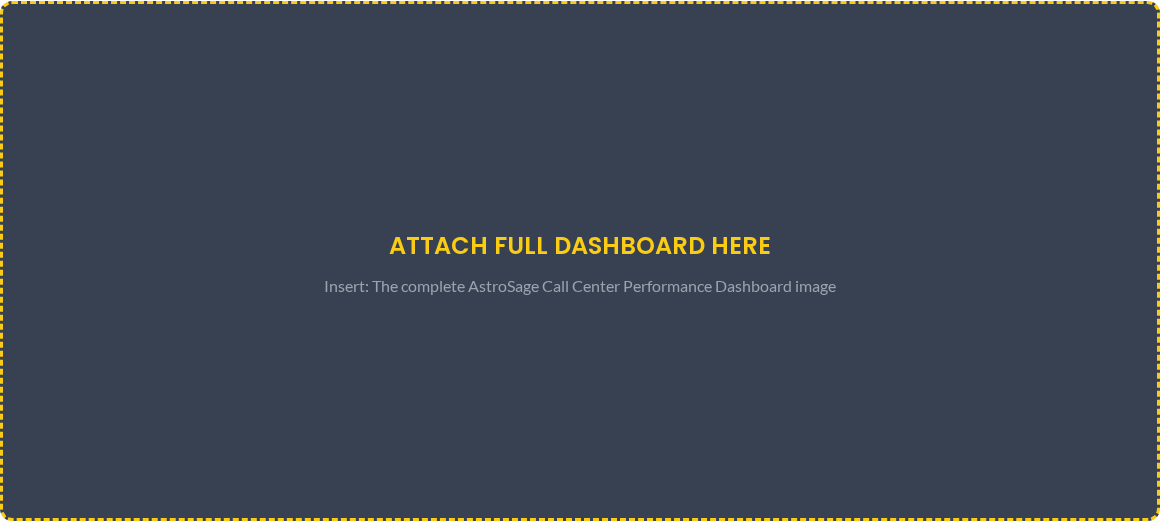 ATTACH FULL DASHBOARD HERE
Insert: The complete AstroSage Call Center Performance Dashboard image